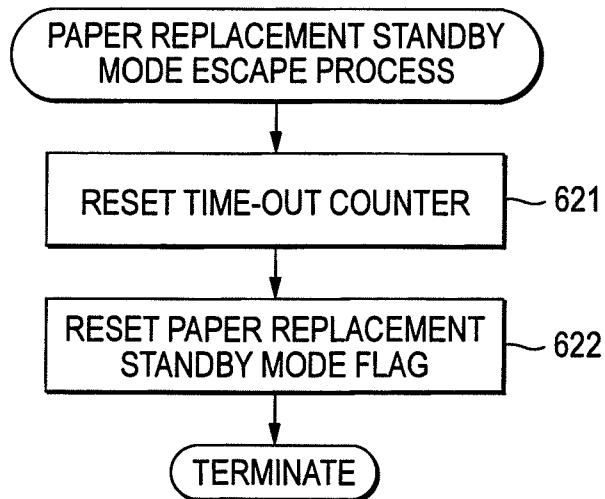 PAPER REPLACEMENT STANDBY
MODE ESCAPE PROCESS
RESET TIME-OUT COUNTER
621
RESET PAPER REPLACEMENT
STANDBY MODE FLAG
622
TERMINATE